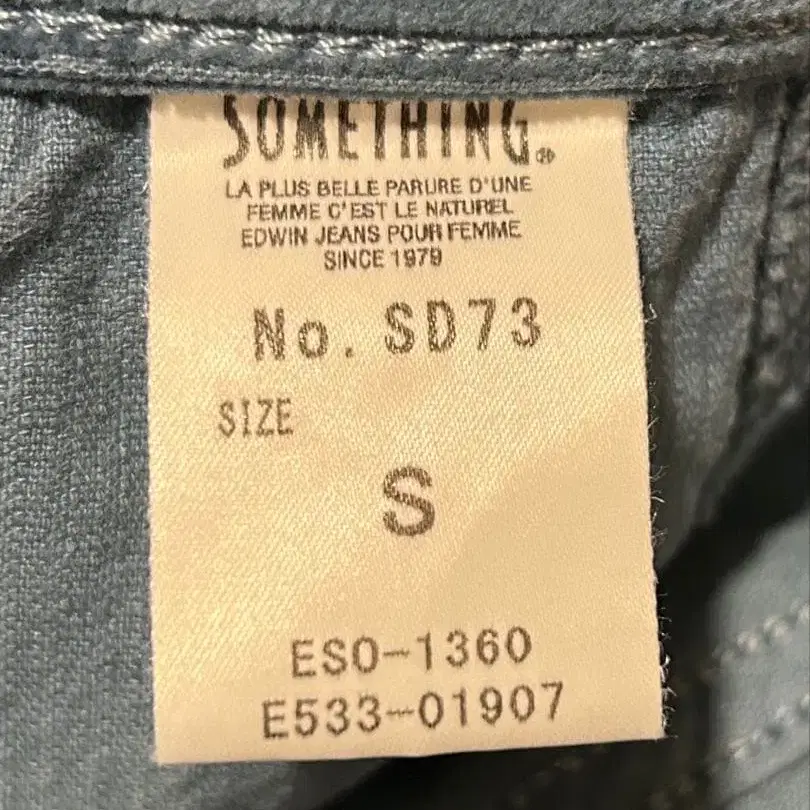 SOMETHING®
LA PLUS BELLE PARURE D'UNE
FEMME C'EST LE NATUREL
EDWIN JEANS POUR FEMME
SINCE 1979
No. SD73
SIZE
S
ESO-1360
E533-01907